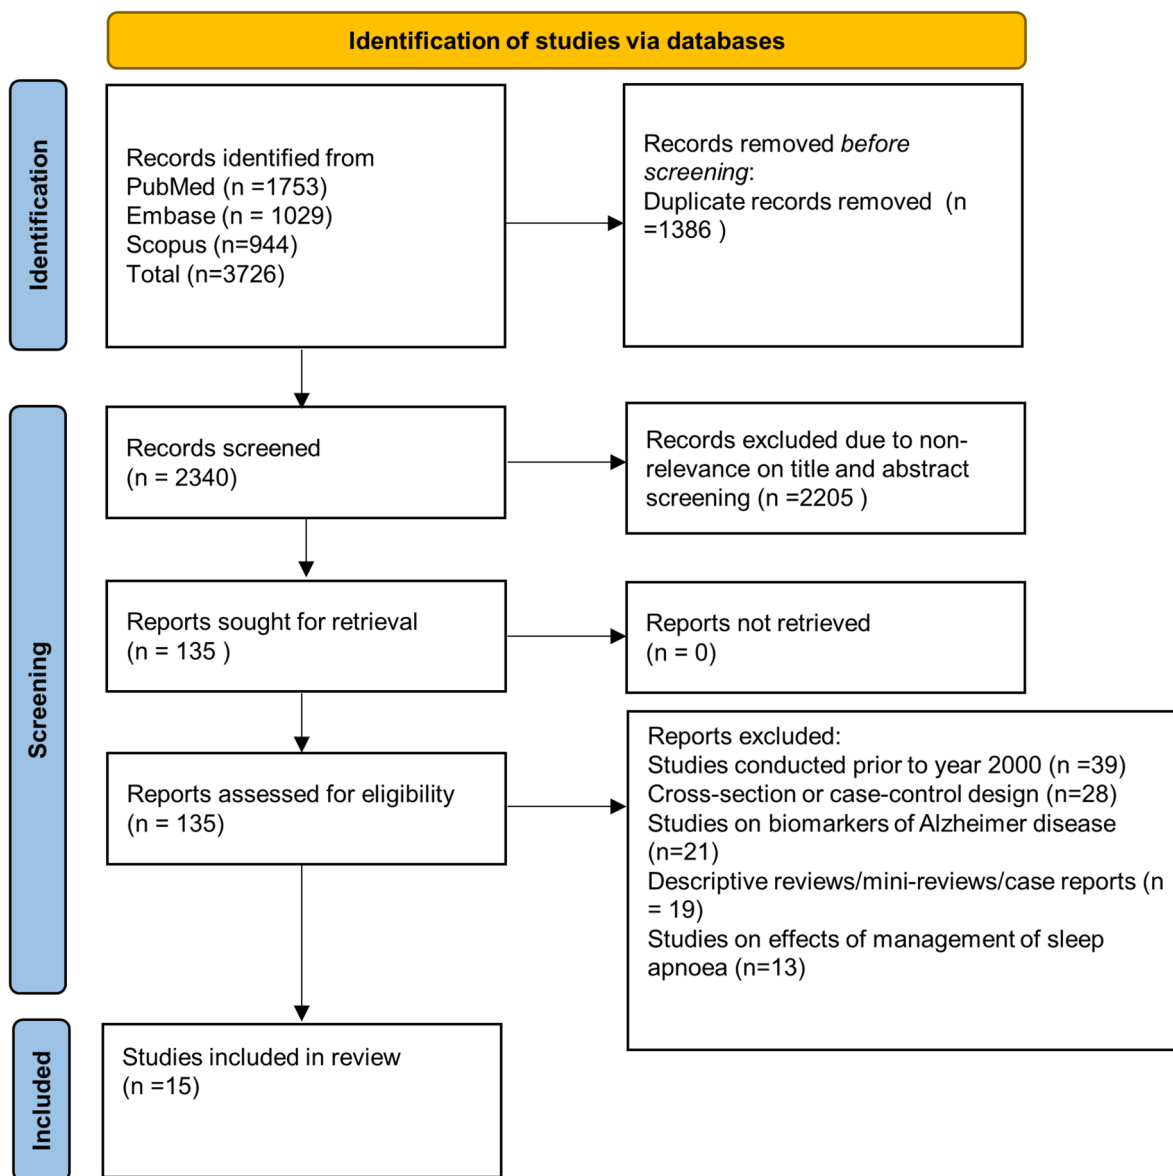 Identification of studies via databases
Identification
Records identified from
PubMed (n =1753)
Embase (n = 1029)
Scopus (n=944)
Total (n=3726)
Records removed before
screening:
Duplicate records removed  (n
=1386 )
Screening
Records screened
(n = 2340)
Records excluded due to non-
relevance on title and abstract
screening (n =2205 )
Reports sought for retrieval
(n = 135 )
Reports not retrieved
(n = 0)
Reports assessed for eligibility
(n = 135)
Reports excluded:
Studies conducted prior to year 2000 (n =39)
Cross-section or case-control design (n=28)
Studies on biomarkers of Alzheimer disease
(n=21)
Descriptive reviews/mini-reviews/case reports (n
= 19)
Studies on effects of management of sleep
apnoea (n=13)
Included
Studies included in review
(n =15)